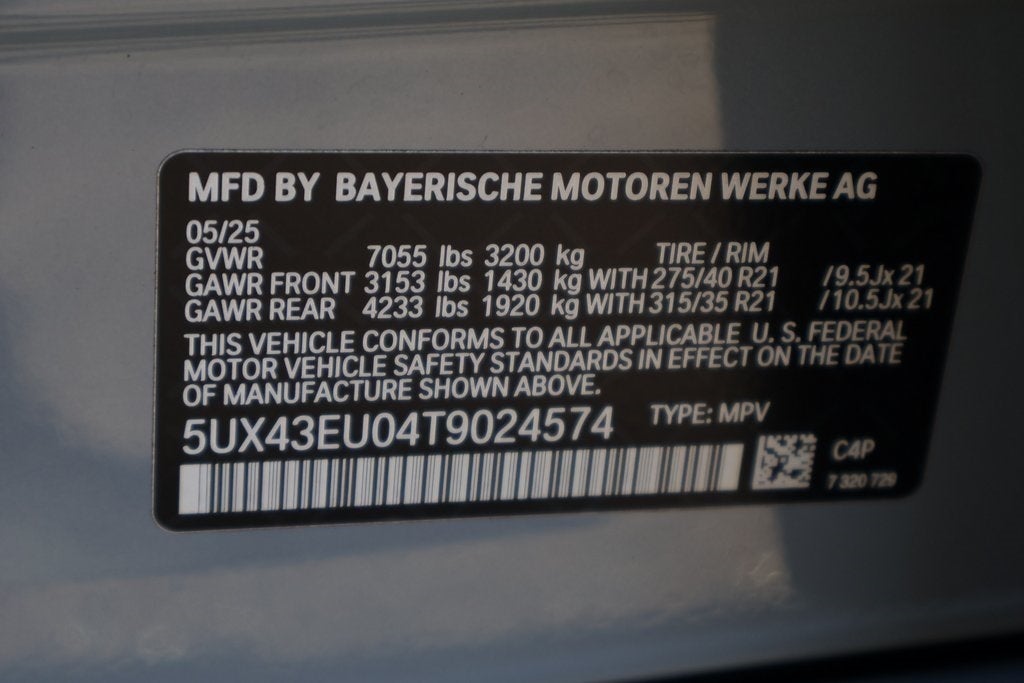 MFD BY BAYERISCHE MOTOREN WERKE AG
05/25
GVWR 7055 lbs 3200 kg TIRE / RIM
GAWR FRONT 3153 lbs 1430 kg WITH 275/40 R21 /9.5Jx 21
GAWR REAR 4233 lbs 1920 kg WITH 315/35 R21 /10.5Jx 21
THIS VEHICLE CONFORMS TO ALL APPLICABLE U. S. FEDERAL
MOTOR VEHICLE SAFETY STANDARDS IN EFFECT ON THE DATE
OF MANUFACTURE SHOWN ABOVE.
5UX43EU04T9024574 TYPE: MPV
C4P
7 320 729